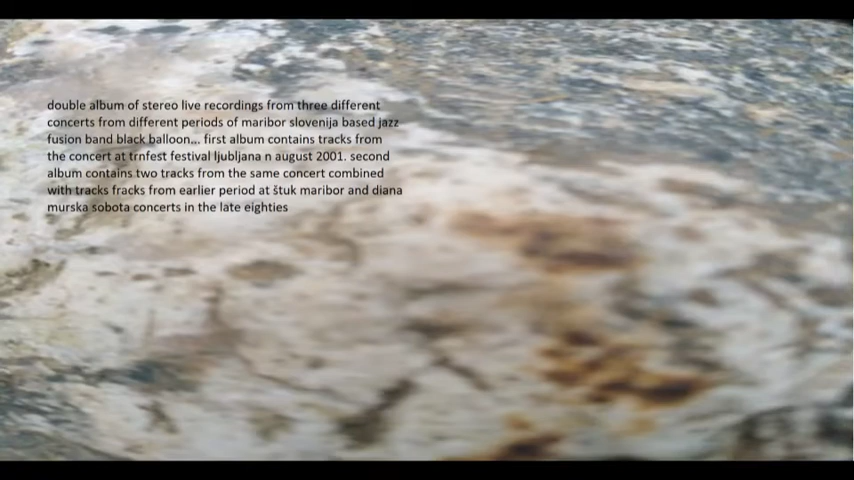 double album of stereo live recordings from three different
concerts from different periods of maribor slovenija based jazz
fusion band black balloon... first album contains tracks from
the concert at trnfest festival ljubljana n august 2001. second
album contains two tracks from the same concert combined
with tracks fracks from earlier period at štuk maribor and diana
murska sobota concerts in the late eighties